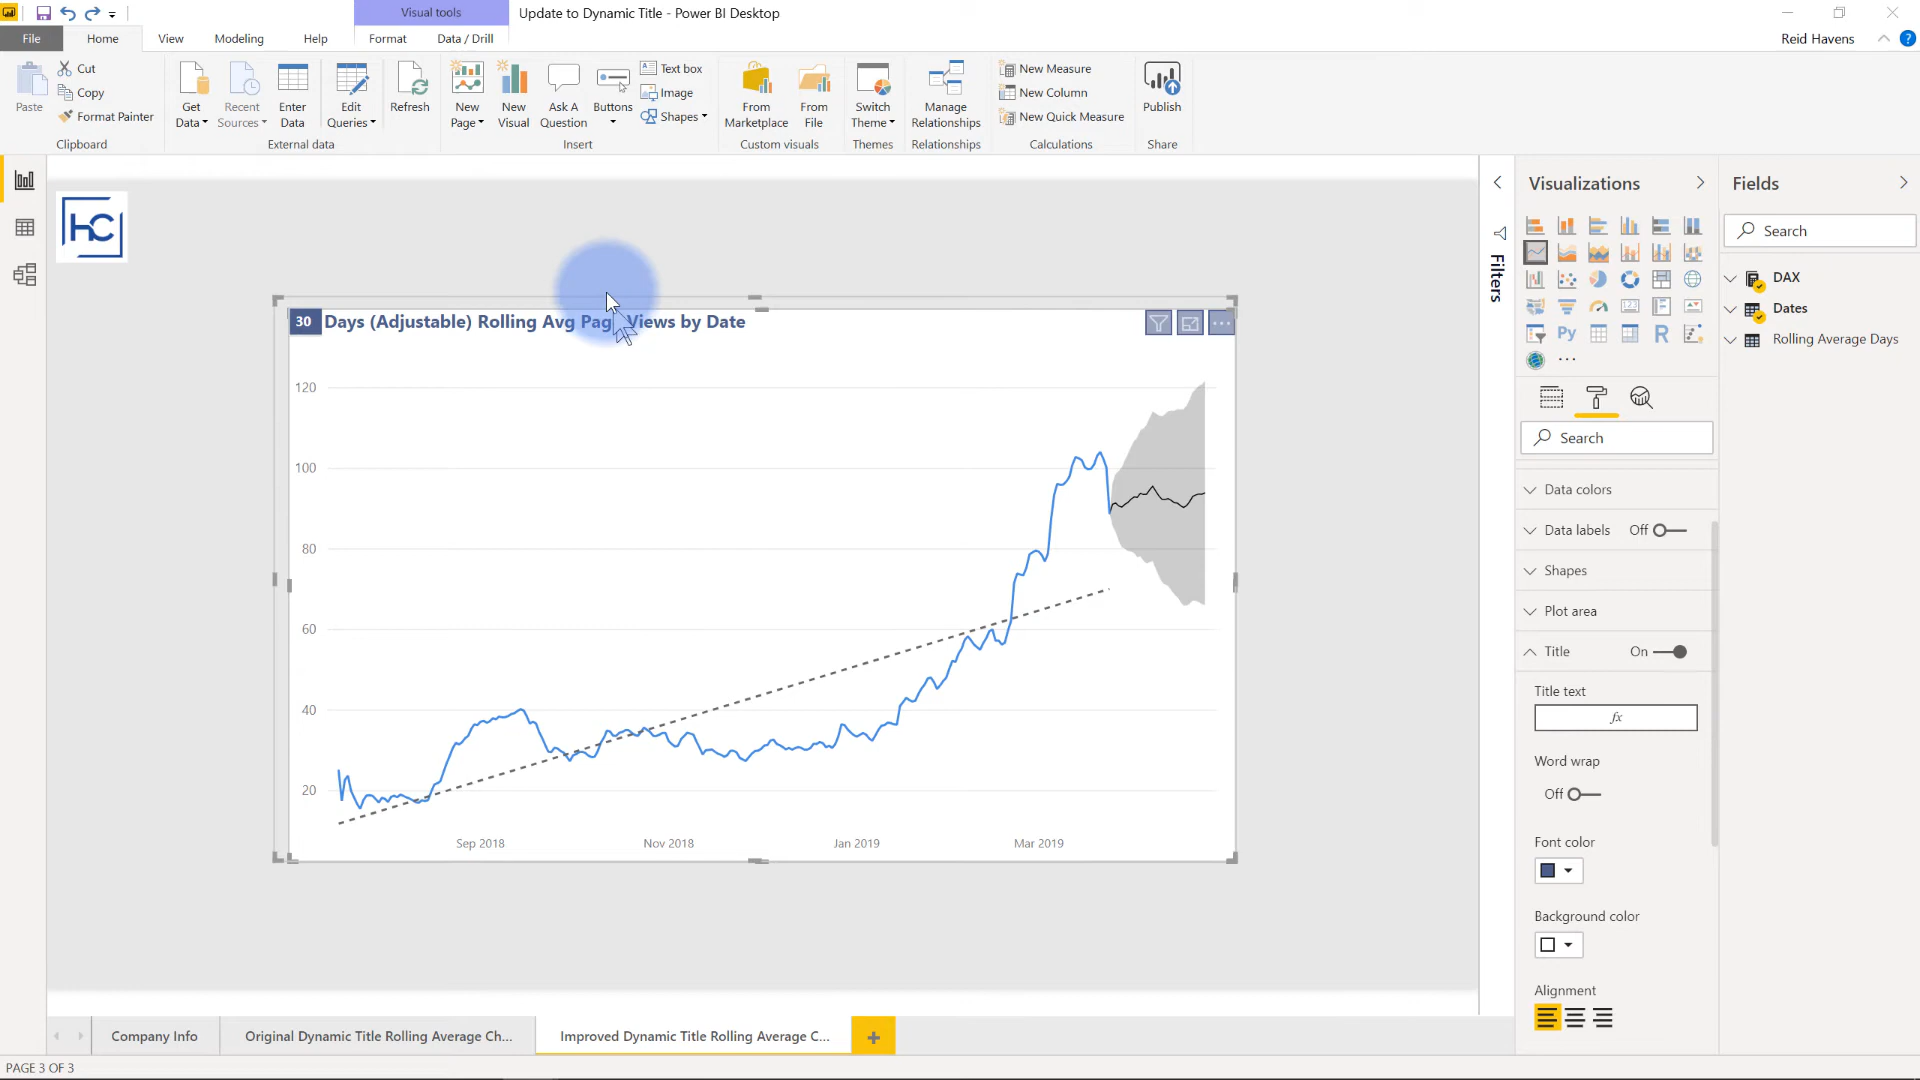 Visual tools
Update to Dynamic Title - Power BI Desktop
File
Home
View
Modeling
Help
Format
Data / Drill
Reid Havens
?
Paste
Cut
Copy
Format Painter
Clipboard
Get Data
Recent Sources
Enter Data
Edit Queries
Refresh
External data
New Page
New Visual
Ask A Question
Buttons
Text box
Image
Shapes
Insert
From Marketplace
From File
Custom visuals
Switch Theme
Themes
Manage Relationships
Relationships
New Measure
New Column
New Quick Measure
Calculations
Publish
Share
HC
30 Days (Adjustable) Rolling Avg Pag Views by Date
120
100
80
60
40
20
Sep 2018
Nov 2018
Jan 2019
Mar 2019
Filters
Visualizations
Py
R
Search
Data colors
Data labels Off
Shapes
Plot area
Title On
Title text
fx
Word wrap
Off
Font color
Background color
Alignment
Fields
Search
DAX
Dates
Rolling Average Days
Company Info
Original Dynamic Title Rolling Average Ch...
Improved Dynamic Title Rolling Average C...
PAGE 3 OF 3